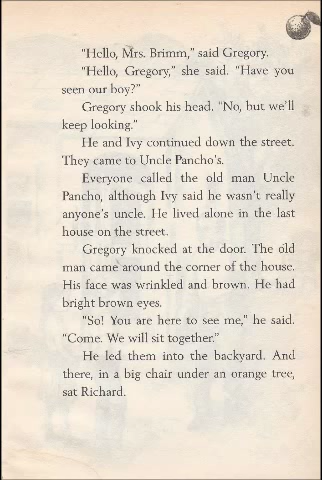 "Hello, Mrs. Brimm," said Gregory.
"Hello, Gregory," she said. "Have you
seen our boy?"
Gregory shook his head. "No, but we'll
keep looking."
He and Ivy continued down the street.
They came to Uncle Pancho's.
Everyone called the old man Uncle
Pancho, although Ivy said he wasn't really
anyone's uncle. He lived alone in the last
house on the street.
Gregory knocked at the door. The old
man came around the corner of the house.
His face was wrinkled and brown. He had
bright brown eyes.
"So! You are here to see me," he said.
"Come. We will sit together."
He led them into the backyard. And
there, in a big chair under an orange tree,
sat Richard.